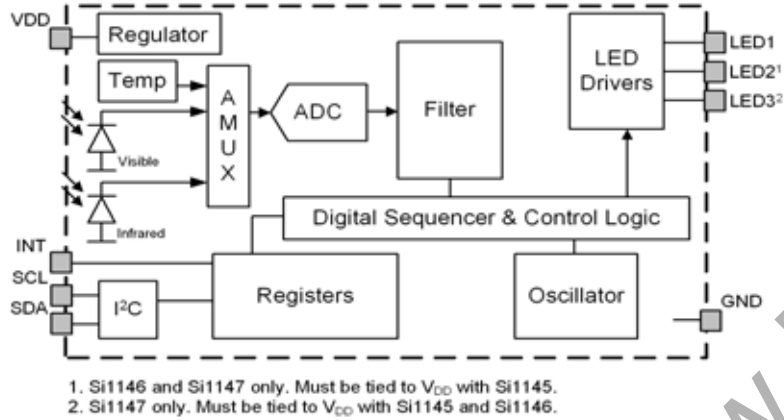 VDD
Regulator
Temp
Visible
Infrared
A
M
U
X
ADC
Filter
LED
Drivers
LED1
LED2¹
LED3²
Digital Sequencer & Control Logic
INT
SCL
SDA
I²C
Registers
Oscillator
GND
1. Si1146 and Si1147 only. Must be tied to V_DD with Si1145.
2. Si1147 only. Must be tied to V_DD with Si1145 and Si1146.